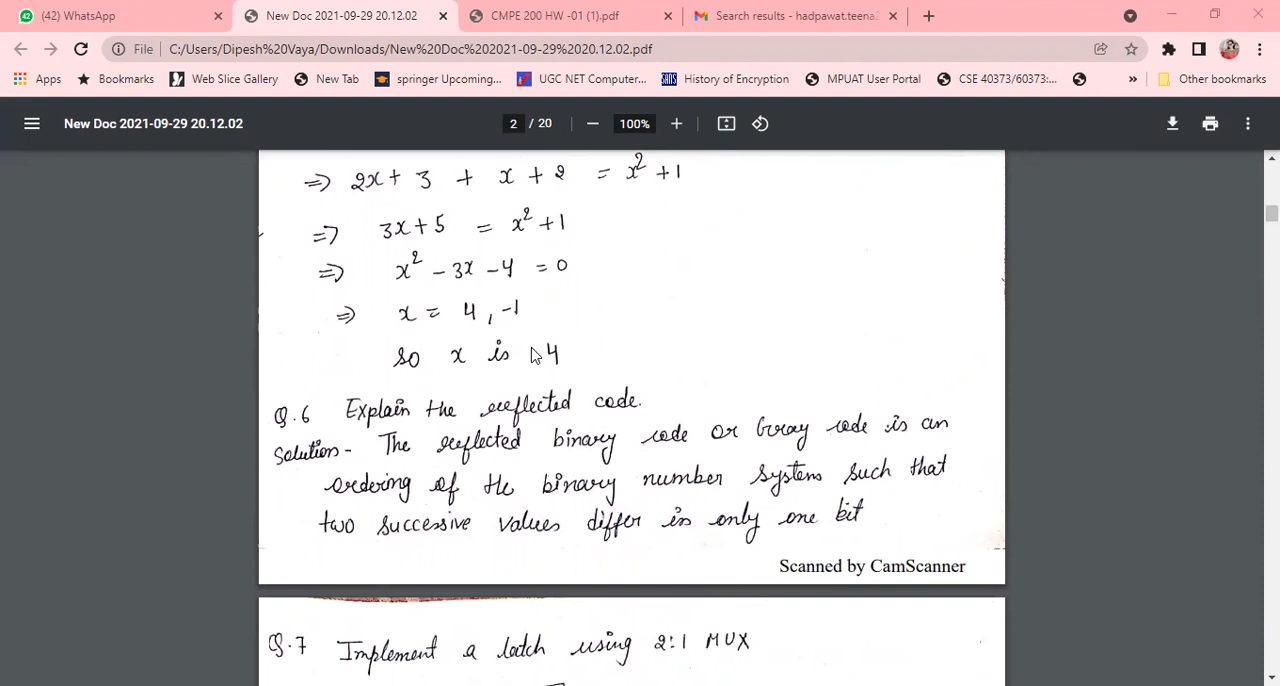 (42) WhatsApp
New Doc 2021-09-29 20.12.02
CMPE 200 HW -01 (1).pdf
Search results - hadpawat.teena2
File
C:/Users/Dipesh%20Vaya/Downloads/New%20Doc%202021-09-29%2020.12.02.pdf
Apps
Bookmarks
Web Slice Gallery
New Tab
springer Upcoming...
UGC NET Computer...
History of Encryption
MPUAT User Portal
CSE 40373/60373:...
»
Other bookmarks
New Doc 2021-09-29 20.12.02
2 / 20
100%
⇒ 2x + 3 + x + 2 = x² + 1
⇒ 3x + 5 = x² + 1
⇒ x² - 3x - 4 = 0
⇒ x = 4, -1
so x is 4
Q.6 Explain the reflected code.
Solution - The reflected binary code or Gray code is an
ordering of the binary number system such that
two successive values differ in only one bit
Scanned by CamScanner
Q.7 Implement a latch using 2:1 MUX